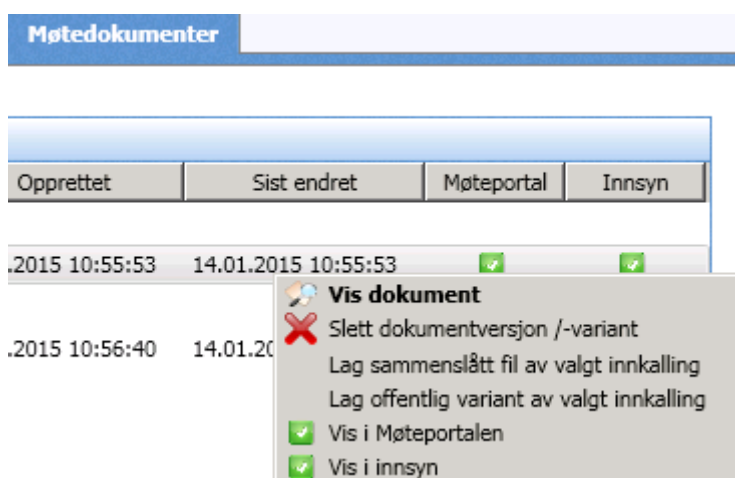 Møtedokumenter
Opprettet Sist endret Møteportal Innsyn
.2015 10:55:53 14.01.2015 10:55:53
Vis dokument
Slett dokumentversjon /-variant
.2015 10:56:40 14.01.20
Lag sammenslått fil av valgt innkalling
Lag offentlig variant av valgt innkalling
Vis i Møteportalen
Vis i innsyn